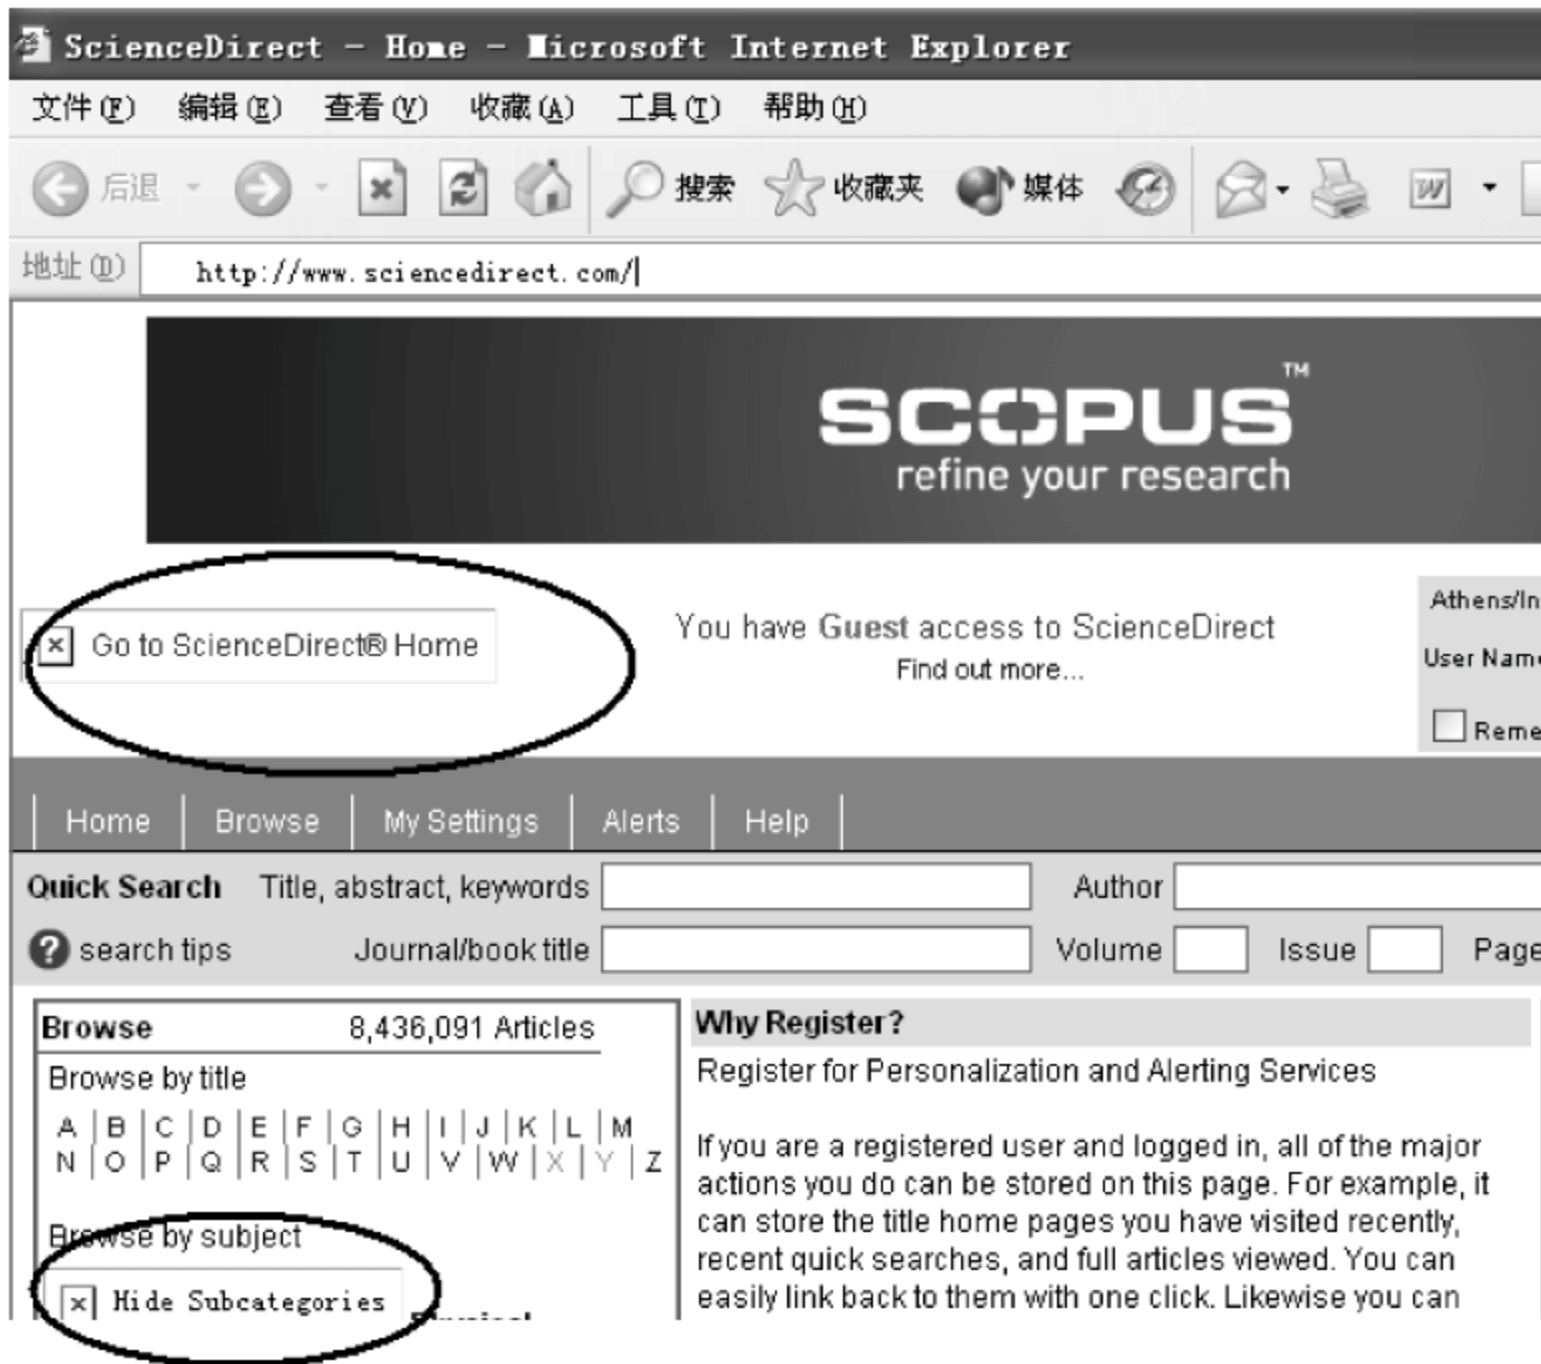 ScienceDirect - Home - Microsoft Internet Explorer
文件(F) 编辑(E) 查看(V) 收藏(A) 工具(T) 帮助(H)
后退 搜索 收藏夹 媒体
地址(D) http://www.sciencedirect.com/
SCOPUS™
refine your research
Go to ScienceDirect® Home
You have Guest access to ScienceDirect
Find out more...
Athens/In
User Name
Reme
Home Browse My Settings Alerts Help
Quick Search Title, abstract, keywords Author
? search tips Journal/book title Volume Issue Page
Browse 8,436,091 Articles
Browse by title
A | B | C | D | E | F | G | H | I | J | K | L | M
N | O | P | Q | R | S | T | U | V | W | X | Y | Z
Browse by subject
Hide Subcategories
Why Register?
Register for Personalization and Alerting Services
If you are a registered user and logged in, all of the major
actions you do can be stored on this page. For example, it
can store the title home pages you have visited recently,
recent quick searches, and full articles viewed. You can
easily link back to them with one click. Likewise you can